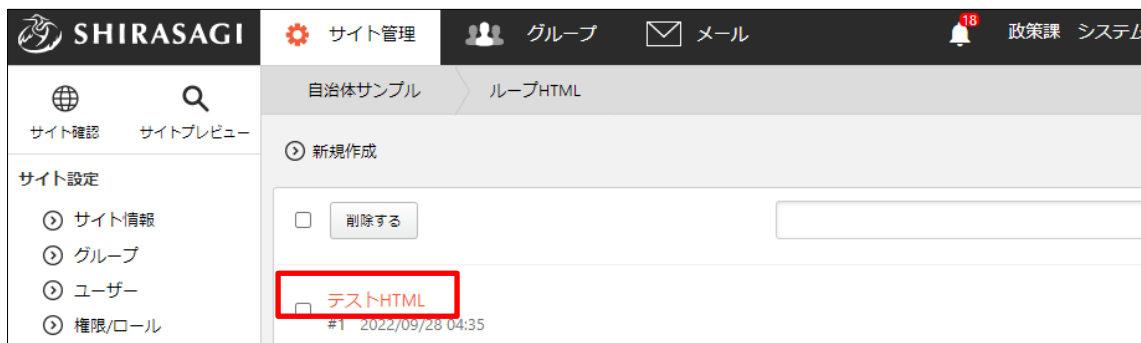 SHIRASAGI サイト管理 グループ メール 18 政策課 システム
サイト確認 サイトプレビュー
自治体サンプル ループHTML
新規作成
サイト設定
サイト情報
グループ
ユーザー
権限/ロール
削除する
テストHTML
#1 2022/09/28 04:35